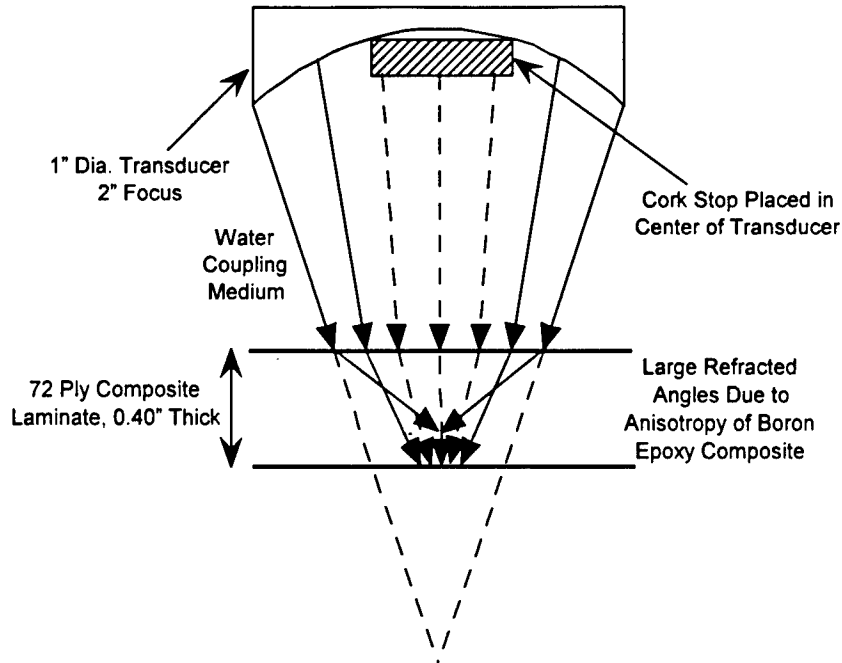 1" Dia. Transducer
2" Focus
Cork Stop Placed in
Center of Transducer
Water
Coupling
Medium
72 Ply Composite
Laminate, 0.40" Thick
Large Refracted
Angles Due to
Anisotropy of Boron
Epoxy Composite